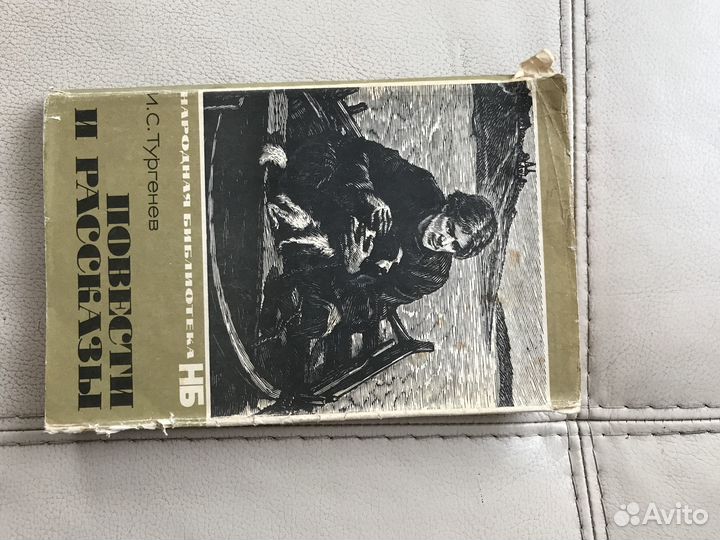 И.С. Тургенев
ПОВЕСТИ
И РАССКАЗЫ
НАРОДНАЯ БИБЛИОТЕКА НБ
Avito